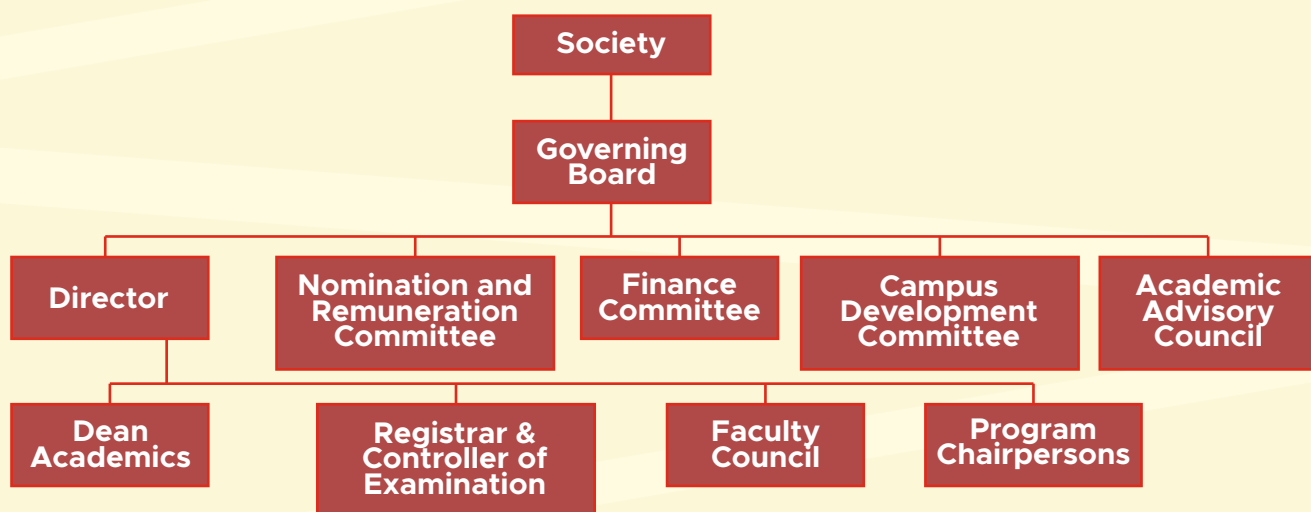 Society
Governing
Board
Director
Nomination and
Remuneration
Committee
Finance
Committee
Campus
Development
Committee
Academic
Advisory
Council
Dean
Academics
Registrar &
Controller of
Examination
Faculty
Council
Program
Chairpersons